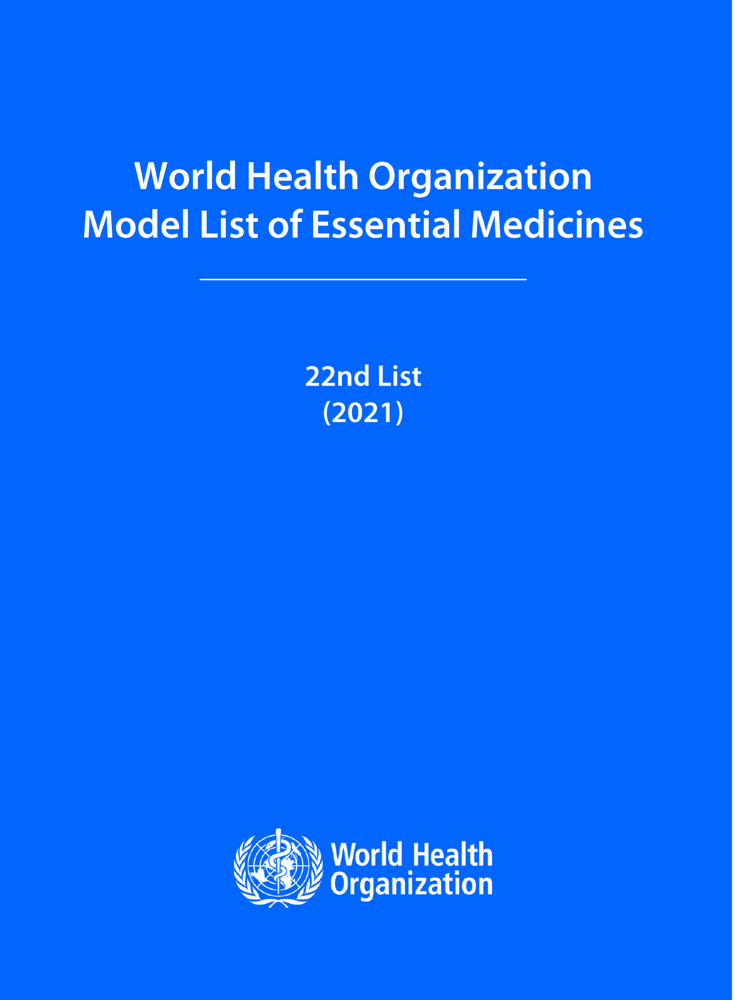 World Health Organization
Model List of Essential Medicines
22nd List
(2021)
World Health
Organization